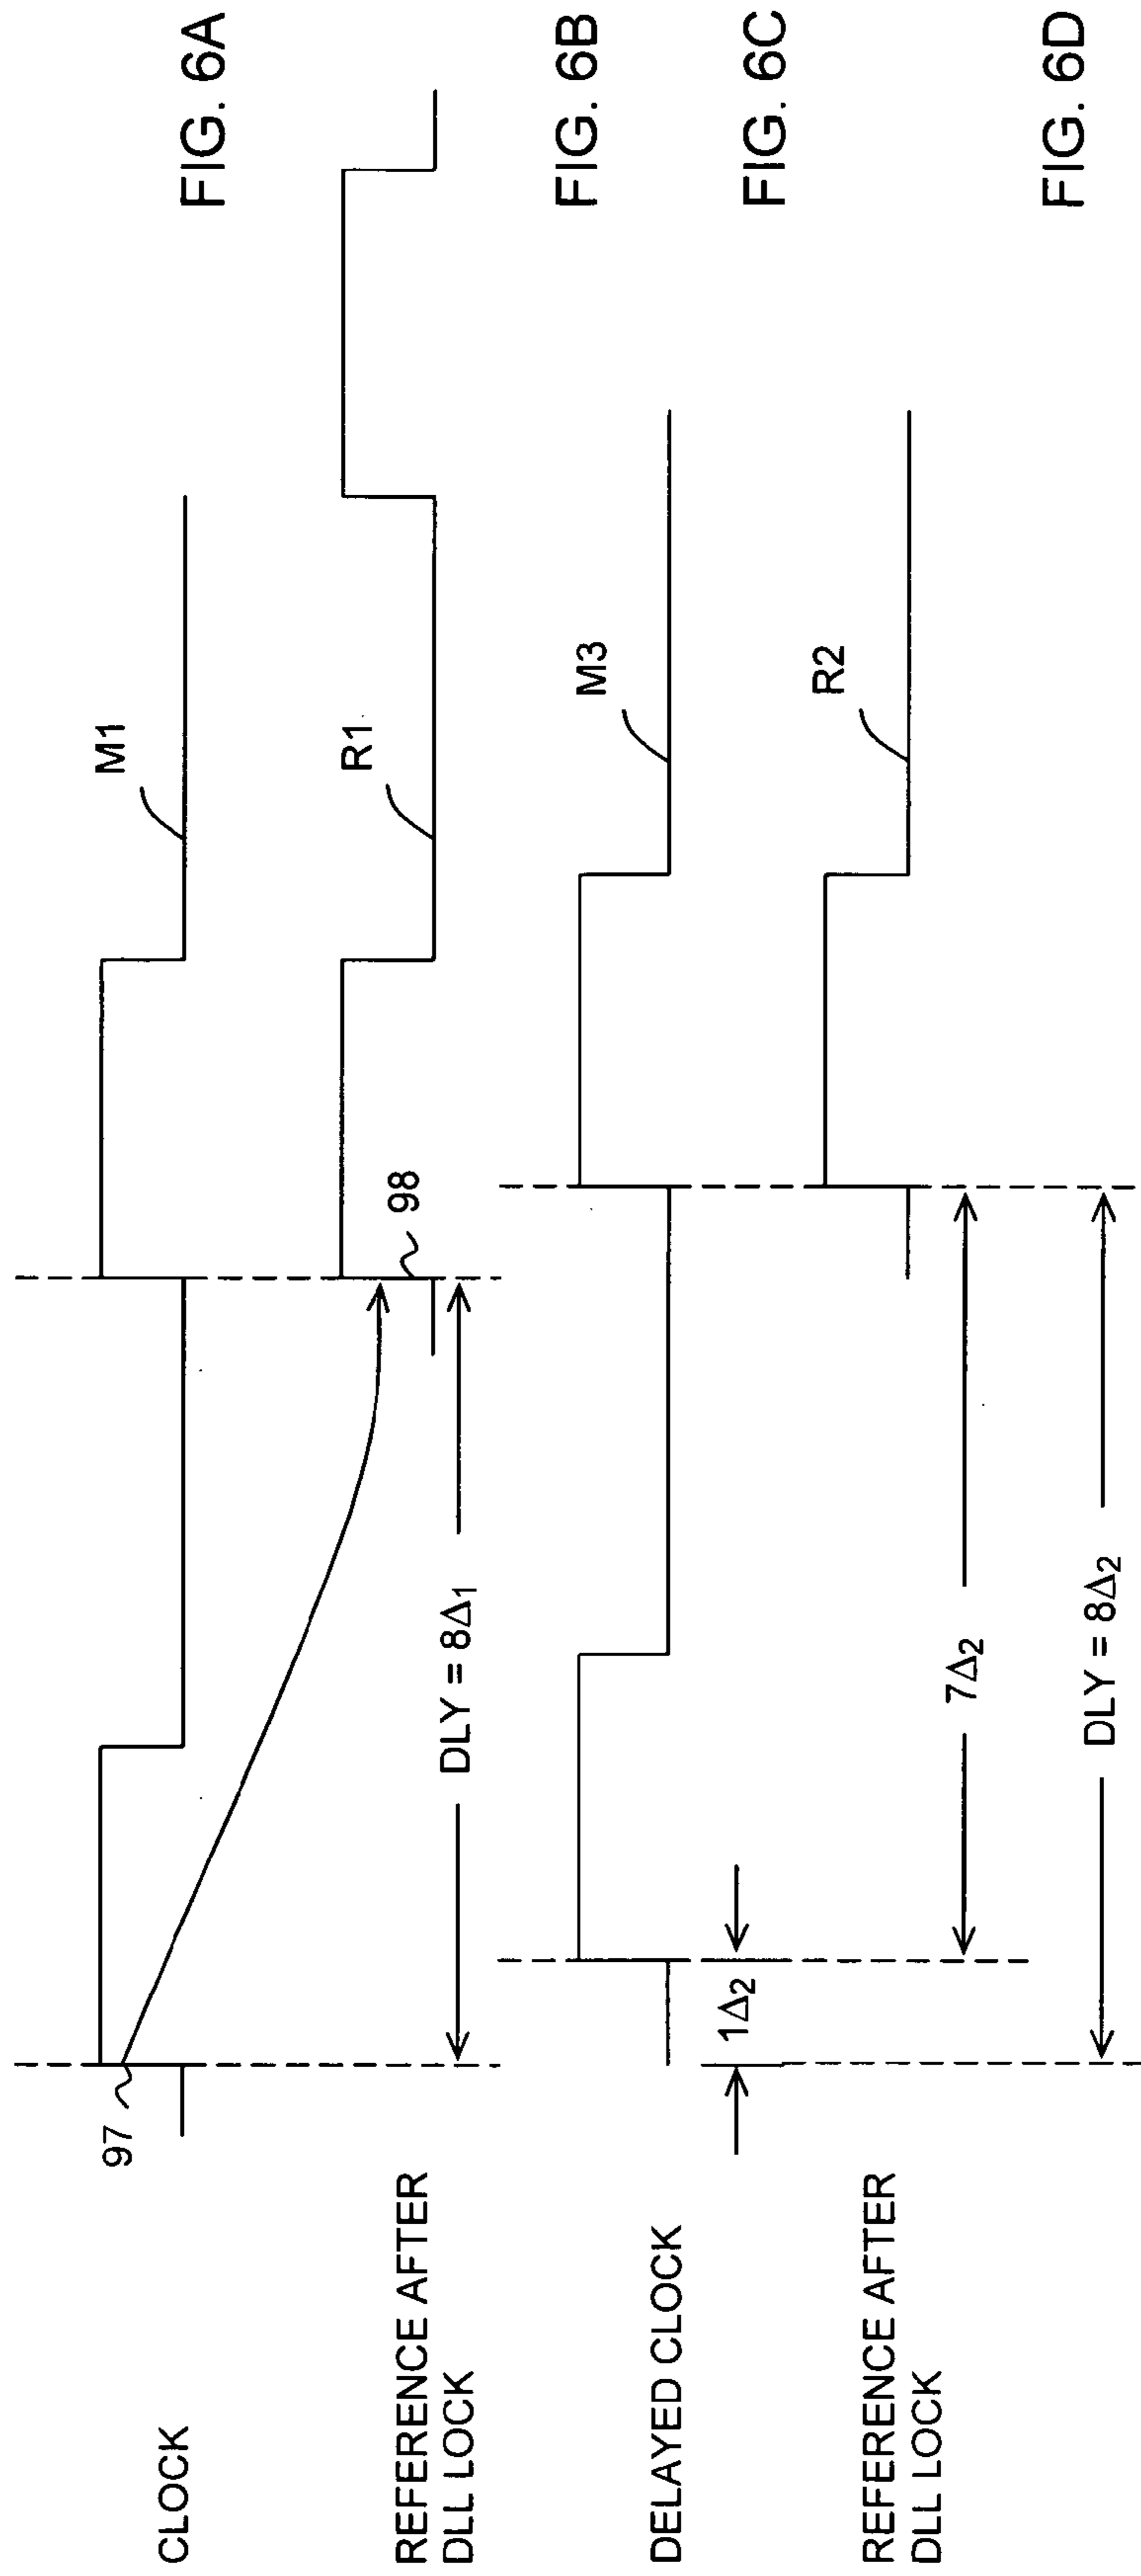 CLOCK
97
M1
FIG. 6A
REFERENCE AFTER
DLL LOCK
98
R1
DLY = 8Δ₁
FIG. 6B
DELAYED CLOCK
M3
1Δ₂
FIG. 6C
REFERENCE AFTER
DLL LOCK
R2
7Δ₂
FIG. 6D
DLY = 8Δ₂